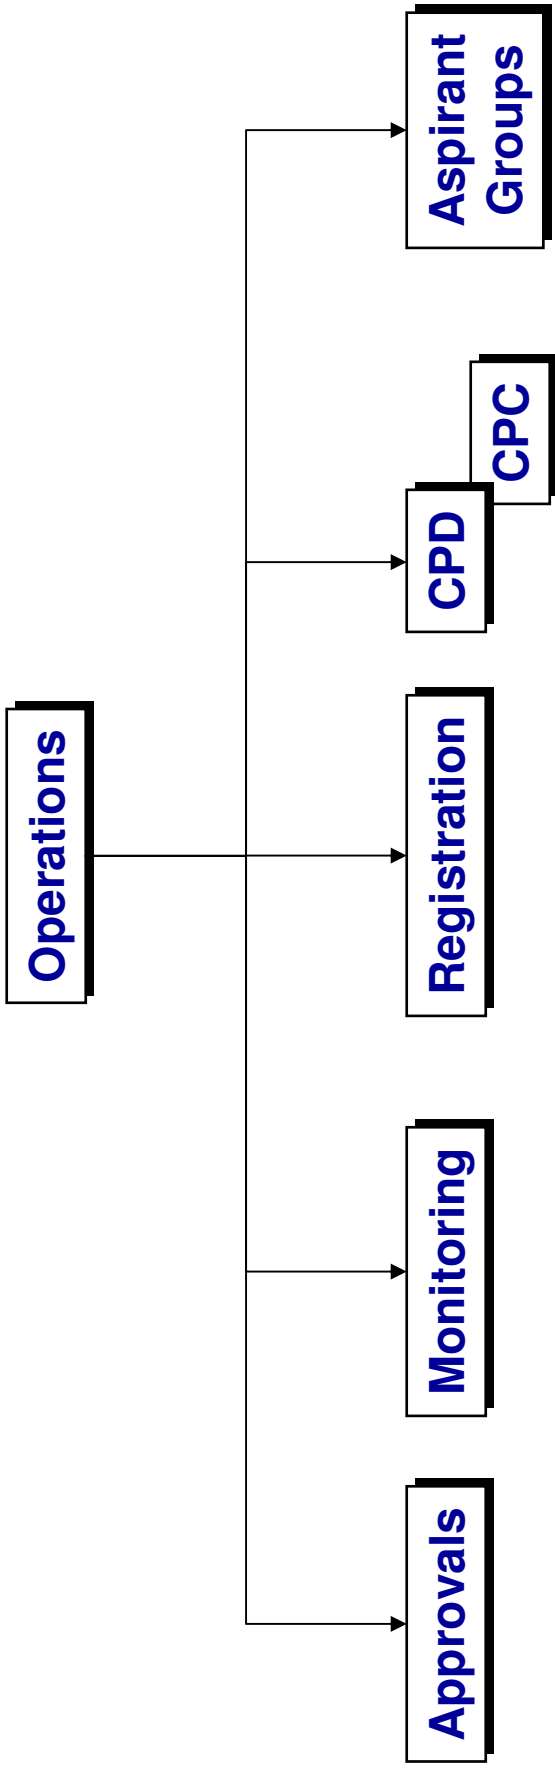 Operations
Approvals
Monitoring
Registration
CPD
CPC
Aspirant
Groups